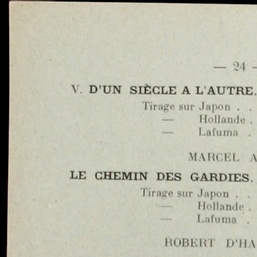 — 24 —
V. D'UN SIÈCLE A L'AUTRE.
Tirage sur Japon . .
— Hollande .
— Lafuma .
MARCEL A
LE CHEMIN DES GARDIES.
Tirage sur Japon . .
— Hollande .
— Lafuma .
ROBERT D'HA